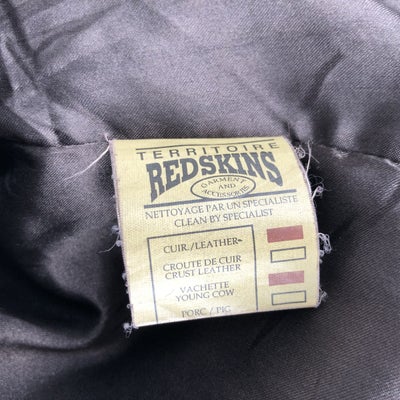 TERRITOIRE
REDSKINS
GARMENT
AND
ACCESSORIES
NETTOYAGE PAR UN SPECIALISTE
CLEAN BY SPECIALIST
CUIR./LEATHER
CROUTE DE CUIR
CRUST LEATHER
VACHETTE
YOUNG COW
PORC / PIG